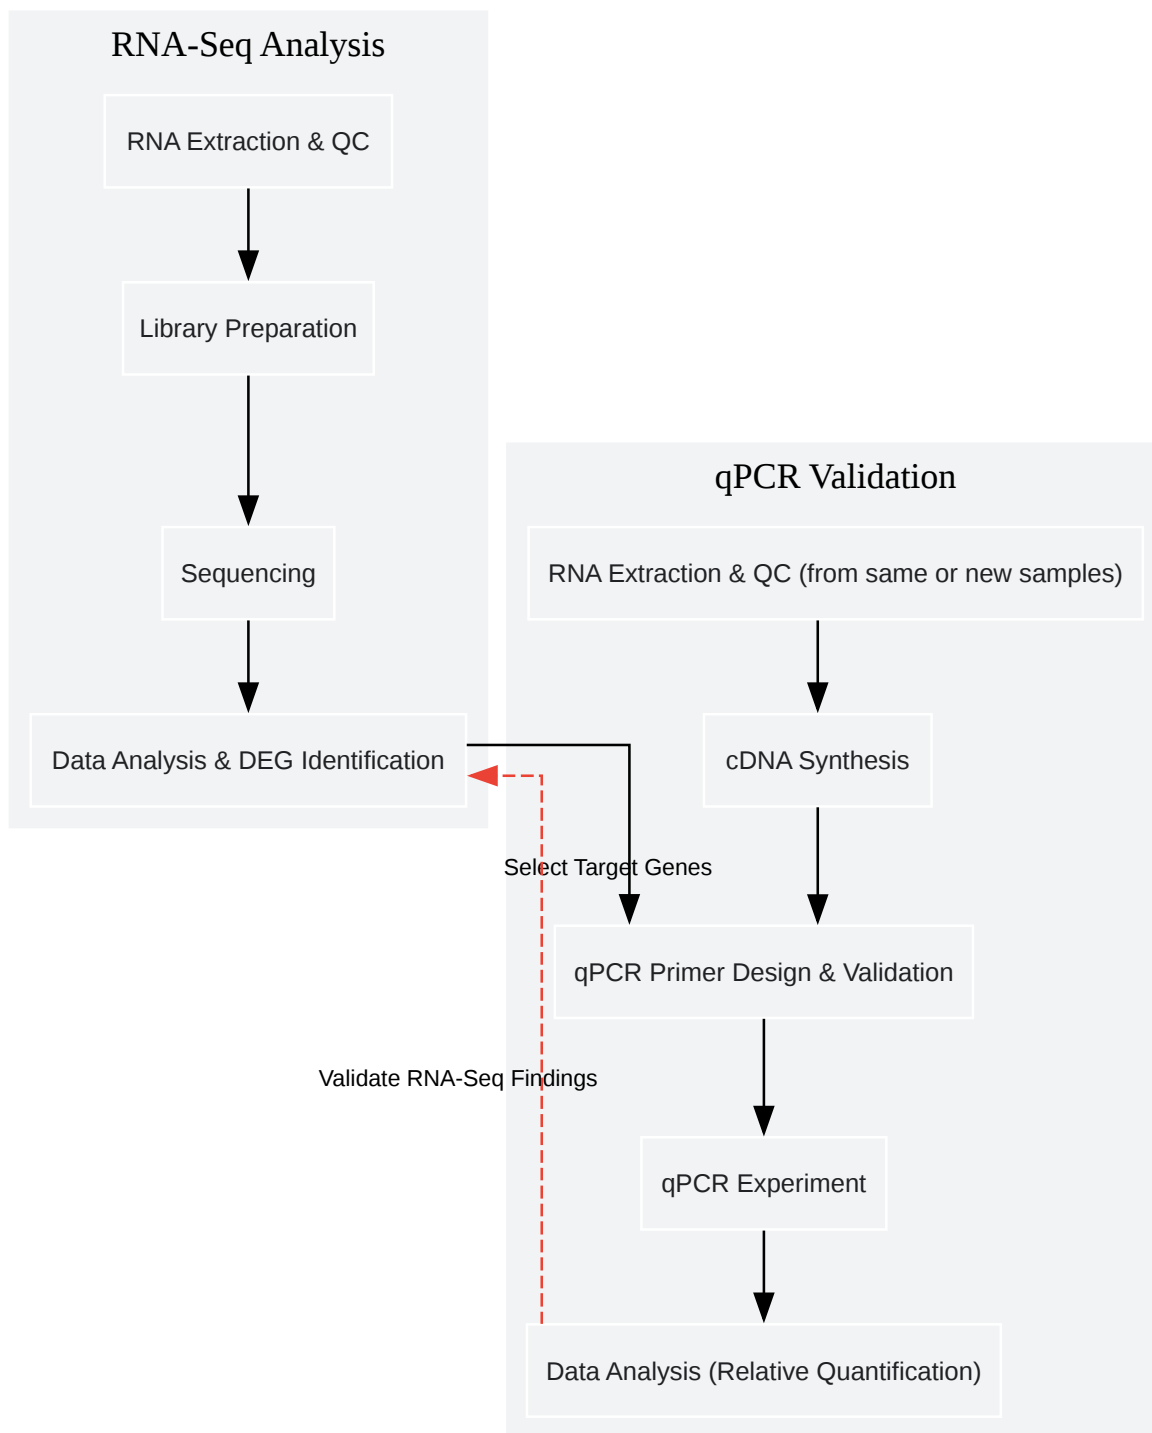 RNA-Seq Analysis
RNA Extraction & QC
Library Preparation
Sequencing
Data Analysis & DEG Identification
qPCR Validation
RNA Extraction & QC (from same or new samples)
cDNA Synthesis
Select Target Genes
qPCR Primer Design & Validation
Validate RNA-Seq Findings
qPCR Experiment
Data Analysis (Relative Quantification)